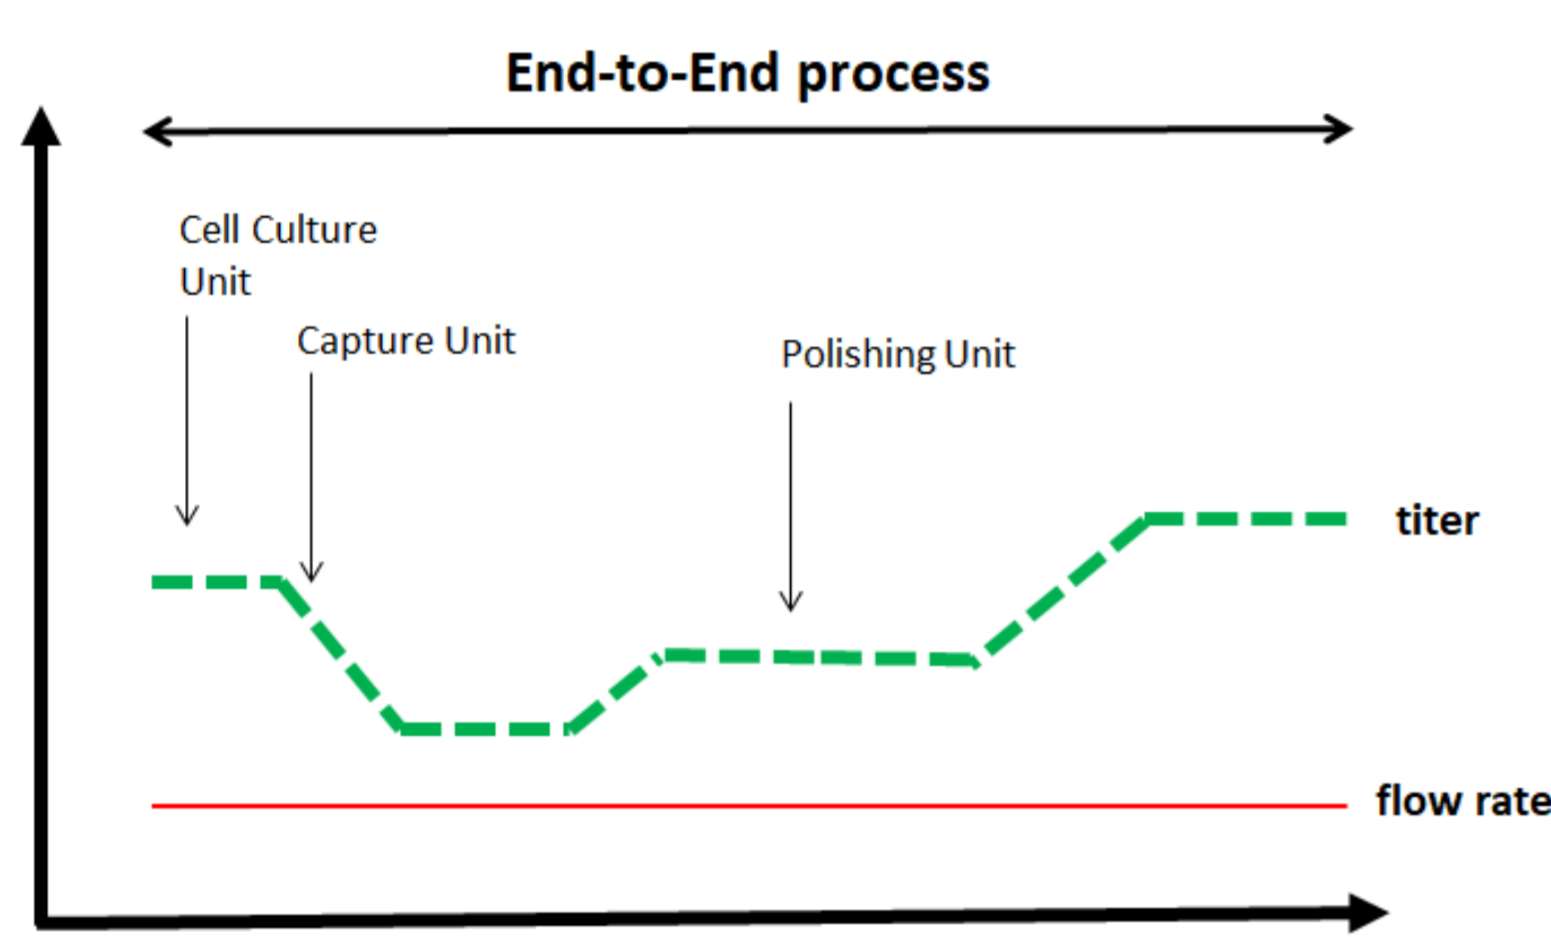 End-to-End process
Cell Culture
Unit
Capture Unit
Polishing Unit
titer
flow rate